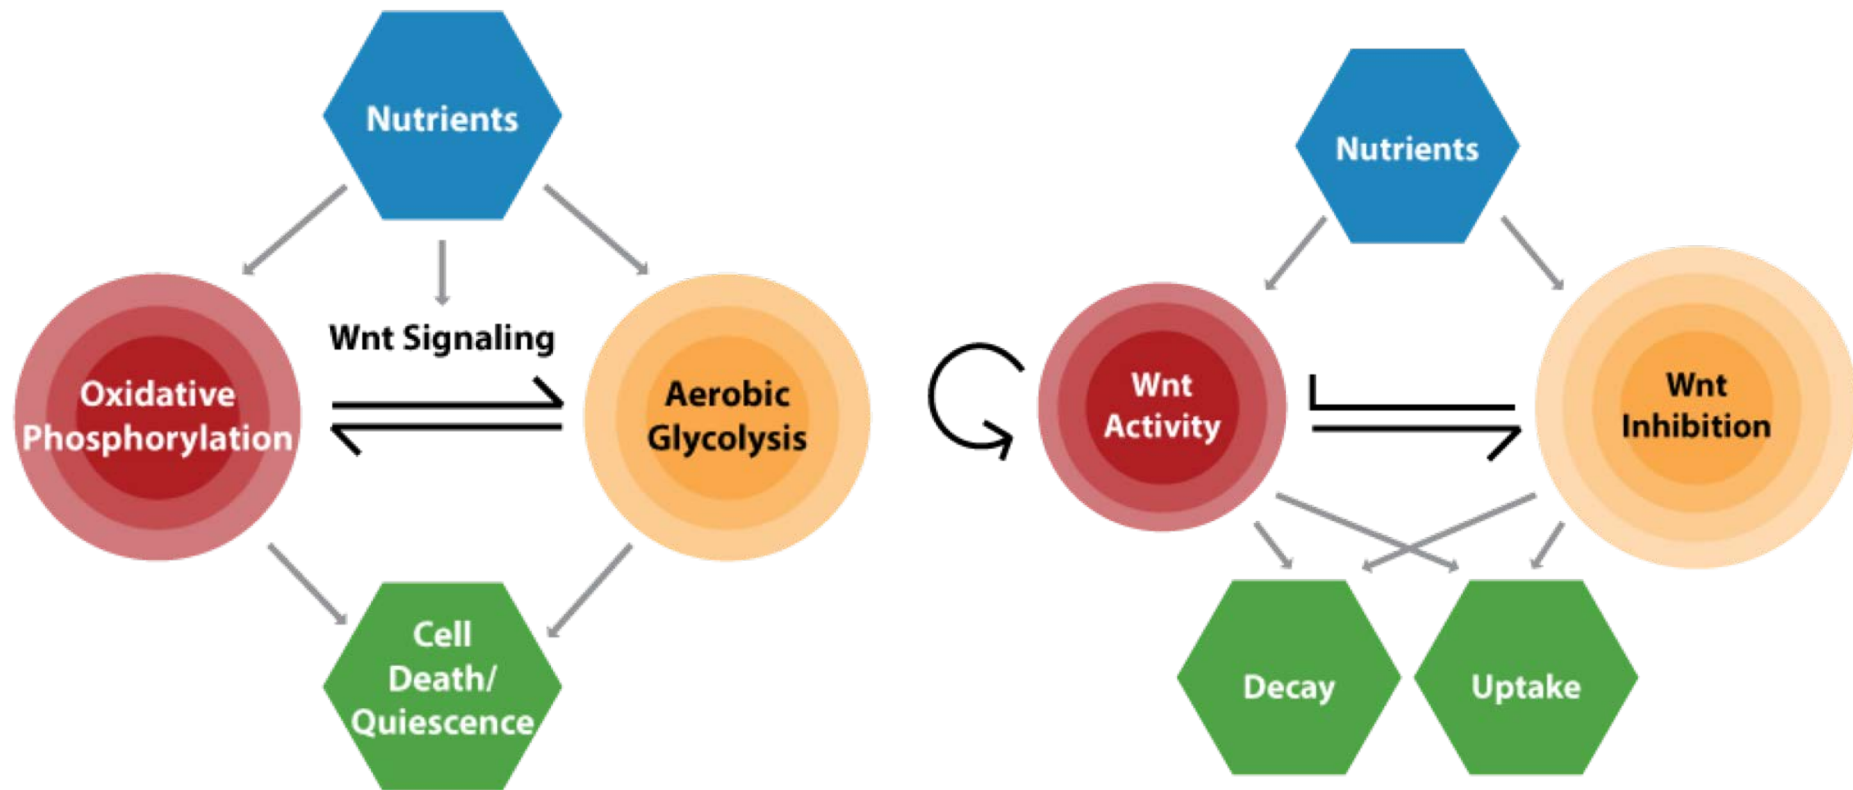 Nutrients
Wnt Signaling
Oxidative
Phosphorylation
Aerobic
Glycolysis
Cell
Death/
Quiescence
Nutrients
Wnt
Activity
Wnt
Inhibition
Decay
Uptake